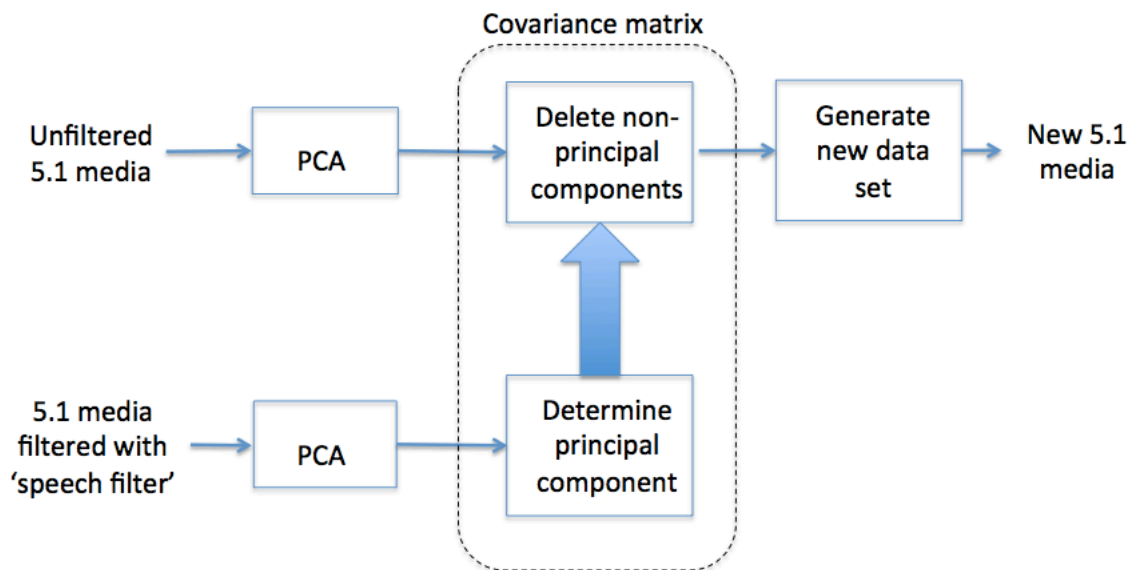 Covariance matrix
Unfiltered
5.1 media
PCA
Delete non-
principal
components
Generate
new data
set
New 5.1
media
5.1 media
filtered with
‘speech filter’
PCA
Determine
principal
component